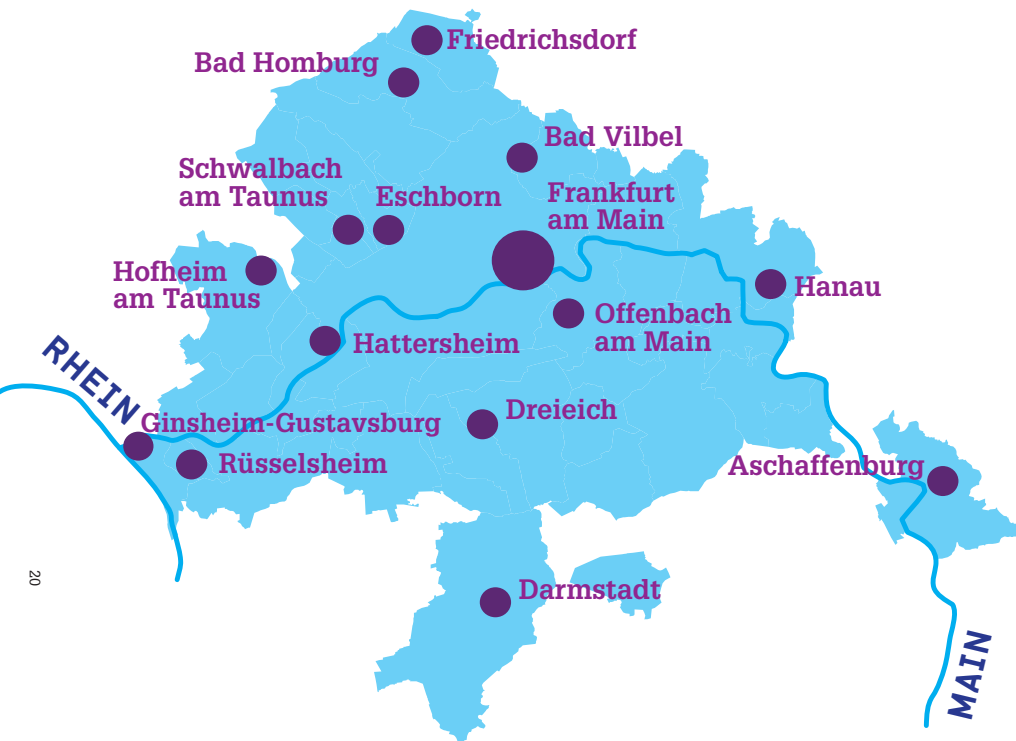 Friedrichsdorf
Bad Homburg
Bad Vilbel
Schwalbach
am Taunus
Eschborn
Frankfurt
am Main
Hofheim
am Taunus
Hanau
Offenbach
am Main
Hattersheim
RHEIN
Dreieich
Ginsheim-Gustavsburg
Rüsselsheim
Aschaffenburg
20
Darmstadt
MAIN